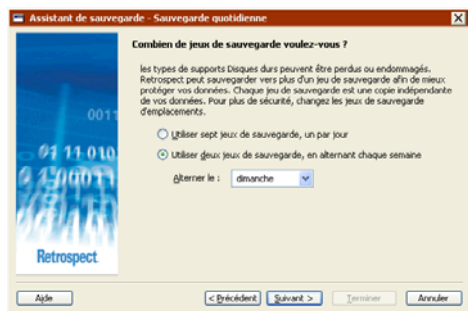 Assistant de sauvegarde - Sauvegarde quotidienne
Combien de jeux de sauvegarde voulez-vous ?
les types de supports Disques durs peuvent être perdus ou endommagés.
Retrospect peut sauvegarder vers plus d'un jeu de sauvegarde afin de mieux
protéger vos données. Chaque jeu de sauvegarde est une copie indépendante
de vos données. Pour plus de sécurité, changez les jeux de sauvegarde
d'emplacements.
Utiliser sept jeux de sauvegarde, un par jour
Utiliser deux jeux de sauvegarde, en alternant chaque semaine
Alterner le : dimanche
Retrospect
Aide < Précédent Suivant > Terminer Annuler